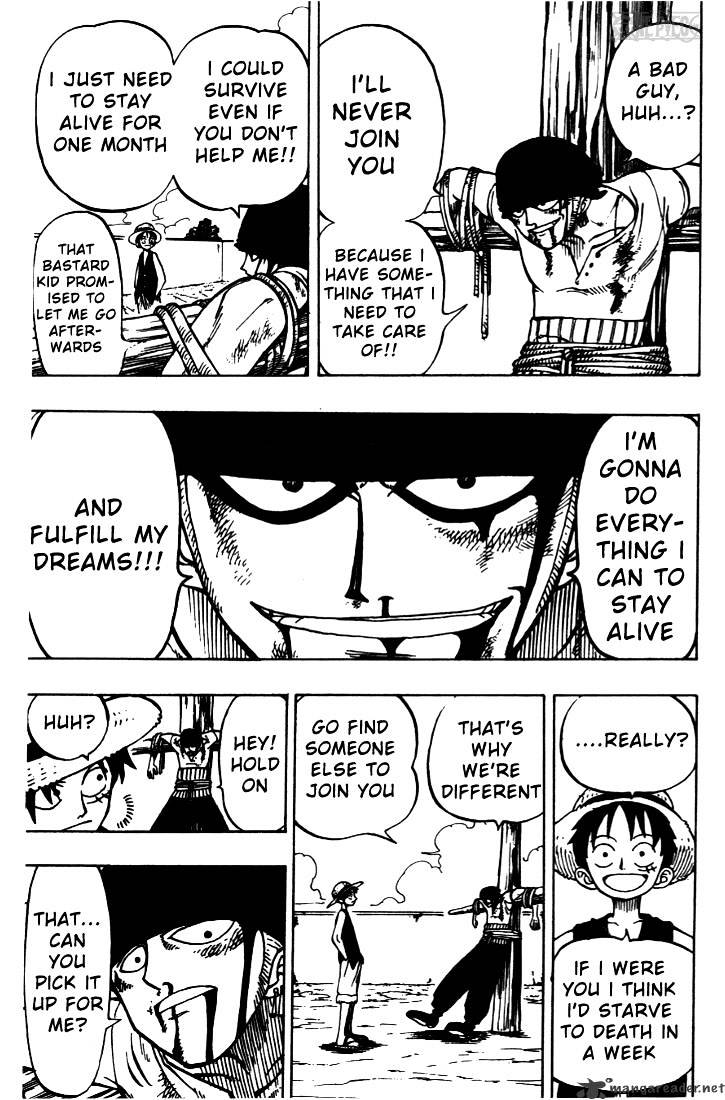 A BAD
GUY,
HUH...?
I'LL
NEVER
JOIN
YOU
BECAUSE I
HAVE SOME-
THING THAT I
NEED TO
TAKE CARE
OF!!
I COULD
SURVIVE
EVEN IF
YOU DON'T
HELP ME!!
I JUST NEED
TO STAY
ALIVE FOR
ONE MONTH
THAT
BASTARD
KID PROM-
ISED TO
LET ME GO
AFTER-
WARDS
I'M
GONNA
DO
EVERY-
THING I
CAN TO
STAY
ALIVE
AND
FULFILL MY
DREAMS!!!
....REALLY?
IF I WERE
YOU I THINK
I'D STARVE
TO DEATH IN
A WEEK
THAT'S
WHY
WE'RE
DIFFERENT
GO FIND
SOMEONE
ELSE TO
JOIN YOU
HEY!
HOLD
ON
HUH?
THAT...
CAN
YOU
PICK IT
UP FOR
ME?
mangareader.net